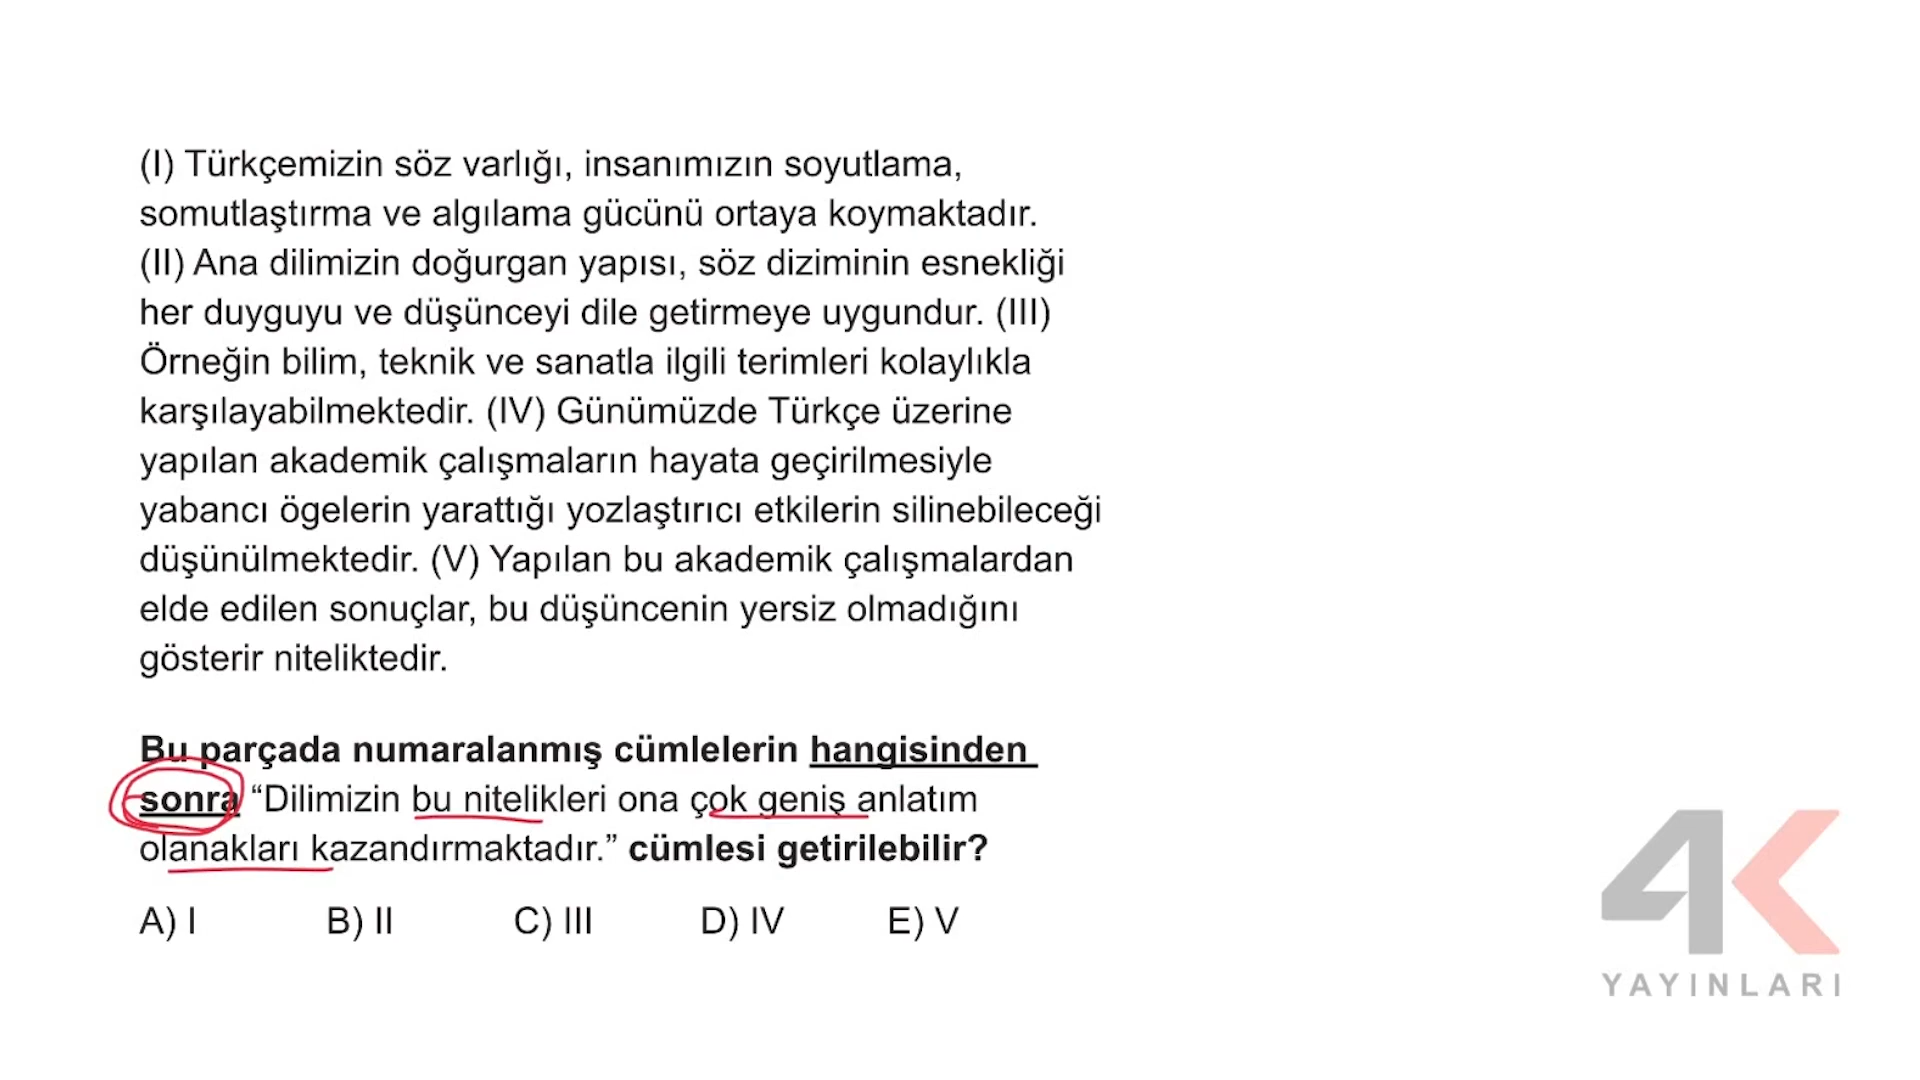 (I) Türkçemizin söz varlığı, insanımızın soyutlama,
somutlaştırma ve algılama gücünü ortaya koymaktadır.
(II) Ana dilimizin doğurgan yapısı, söz diziminin esnekliği
her duyguyu ve düşünceyi dile getirmeye uygundur. (III)
Örneğin bilim, teknik ve sanatla ilgili terimleri kolaylıkla
karşılayabilmektedir. (IV) Günümüzde Türkçe üzerine
yapılan akademik çalışmaların hayata geçirilmesiyle
yabancı ögelerin yarattığı yozlaştırıcı etkilerin silinebileceği
düşünülmektedir. (V) Yapılan bu akademik çalışmalardan
elde edilen sonuçlar, bu düşüncenin yersiz olmadığını
gösterir niteliktedir.
Bu parçada numaralanmış cümlelerin hangisinden
sonra “Dilimizin bu nitelikleri ona çok geniş anlatım
olanakları kazandırmaktadır.” cümlesi getirilebilir?
A) I B) II C) III D) IV E) V
4K
YAYINLARI